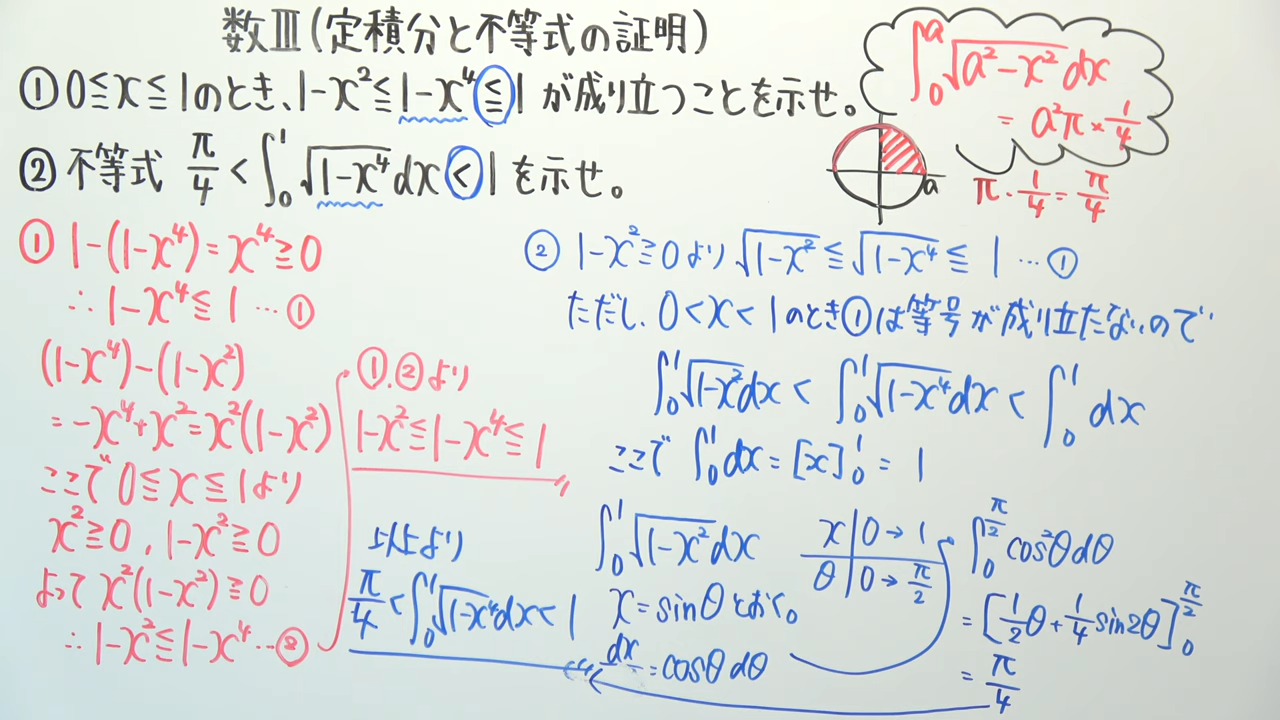 数Ⅲ(定積分と不等式の証明)
① 0≦x≦1のとき、1-x²≦1-x⁴≦1 が成り立つことを示せ。
② 不等式 π/4 < ∫₀¹ √(1-x⁴) dx < 1 を示せ。
∫₀ᵃ √(a²-x²) dx
= a²π × 1/4
a
π・1/4 = π/4
① 1-(1-x⁴) = x⁴ ≧ 0
∴ 1-x⁴ ≦ 1 … ①
(1-x⁴)-(1-x²)
= -x⁴+x² = x²(1-x²)
ここで 0≦x≦1より
x²≧0 , 1-x²≧0
よって x²(1-x²)≧0
∴ 1-x²≦1-x⁴ … ②
①.②より
1-x²≦1-x⁴≦1
② 1-x²≧0より √(1-x²) ≦ √(1-x⁴) ≦ 1 … ①
ただし、0<x<1のとき①は等号が成り立たないので
∫₀¹ √(1-x²) dx < ∫₀¹ √(1-x⁴) dx < ∫₀¹ dx
ここで ∫₀¹ dx = [x]₀¹ = 1
∫₀¹ √(1-x²) dx
x | 0→1
θ | 0→π/2
x = sinθとおく。
dx = cosθ dθ
∫₀^(π/2) cos²θ dθ
= [1/2 θ + 1/4 sin2θ]₀^(π/2)
= π/4
以上より
π/4 < ∫₀¹ √(1-x⁴) dx < 1